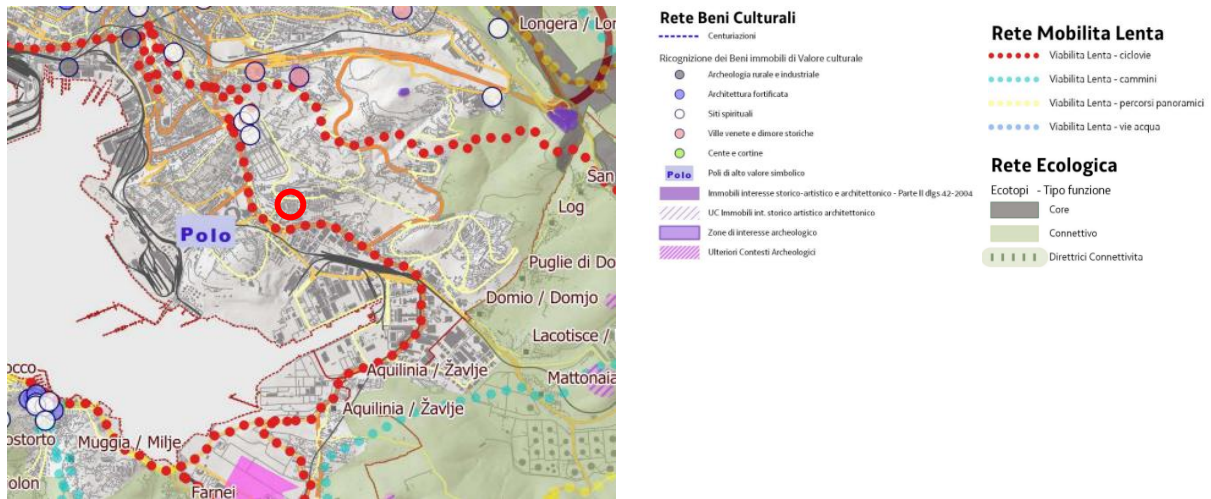 Longera / Lon
San
Log
Polo
Puglie di Do
Domio / Domjo
Lacotisce /
Aquilinia / Žavlje
Mattonaia
Aquilinia / Žavlje
occo
ostorto
Muggia / Milje
olon
Farnei
Rete Beni Culturali
Centuriazioni
Ricognizione dei Beni immobili di Valore culturale
Archeologia rurale e industriale
Architettura fortificata
Siti spirituali
Ville venete e dimore storiche
Cente e cortine
Polo Poli di alto valore simbolico
Immobili interesse storico-artistico e architettonico - Parte II dlgs 42-2004
UC Immobili int. storico artistico architettonico
Zone di interesse archeologico
Ulteriori Contesti Archeologici
Rete Mobilita Lenta
Viabilita Lenta - ciclovie
Viabilita Lenta - cammini
Viabilita Lenta - percorsi panoramici
Viabilita Lenta - vie acqua
Rete Ecologica
Ecotopi - Tipo funzione
Core
Connettivo
Direttrici Connettivita